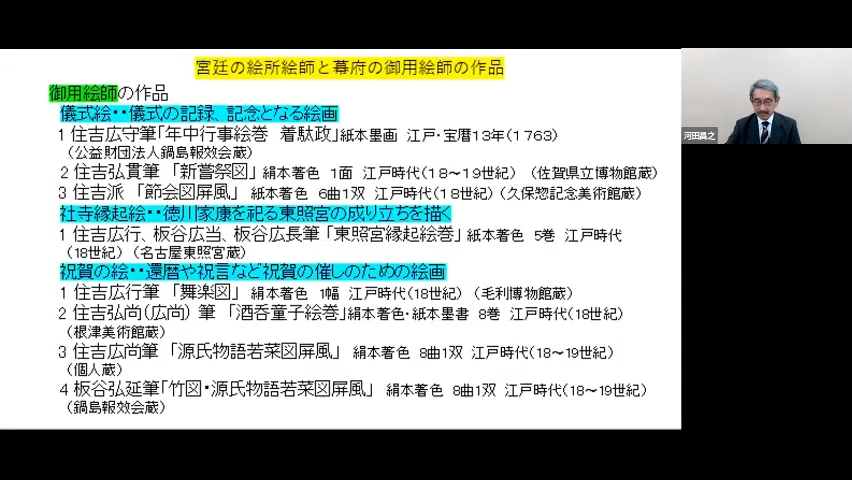 宮廷の絵所絵師と幕府の御用絵師の作品
御用絵師の作品
儀式絵・・儀式の記録、記念となる絵画
1 住吉広守筆「年中行事絵巻　着駄政」紙本墨画　江戸・宝暦13年(1763)
(公益財団法人鍋島報效会蔵)
2 住吉弘貫筆　「新嘗祭図」 絹本著色　1面　江戸時代(18～19世紀)　(佐賀県立博物館蔵)
3 住吉派　「節会図屏風」　紙本著色　6曲1双　江戸時代(18世紀)(久保惣記念美術館蔵)
社寺縁起絵・・徳川家康を祀る東照宮の成り立ちを描く
1 住吉広行、板谷広当、板谷広長筆「東照宮縁起絵巻」 紙本著色　5巻　江戸時代
(18世紀)　(名古屋東照宮蔵)
祝賀の絵・・還暦や祝言など祝賀の催しのための絵画
1 住吉広行筆　「舞楽図」　絹本著色　1幅　江戸時代(18世紀)　(毛利博物館蔵)
2 住吉弘尚(広尚) 筆　「酒呑童子絵巻」絹本著色・紙本墨書　8巻　江戸時代(18世紀)
(根津美術館蔵)
3 住吉広尚筆　「源氏物語若菜図屏風」　絹本著色　8曲1双　江戸時代(18～19世紀)
(個人蔵)
4 板谷弘延筆「竹図・源氏物語若菜図屏風」　絹本著色　8曲1双　江戸時代(18～19世紀)
(鍋島報效会蔵)
河田昌之